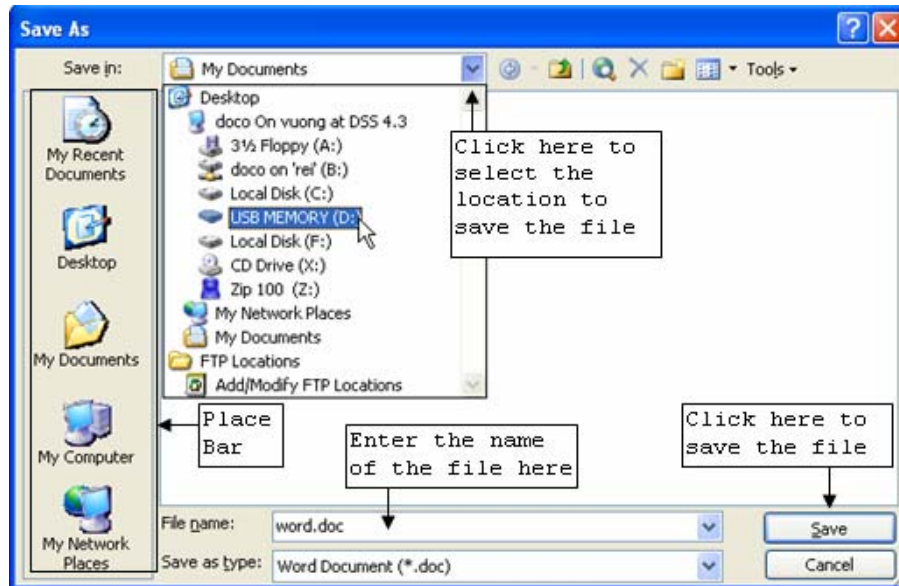 Save As
Save in:
My Documents
Tools
My Recent
Documents
Desktop
My Documents
My Computer
My Network
Places
Desktop
doco On vuong at DSS 4.3
3½ Floppy (A:)
doco on 'rei' (B:)
Local Disk (C:)
USB MEMORY (D:)
Local Disk (F:)
CD Drive (X:)
Zip 100 (Z:)
My Network Places
My Documents
FTP Locations
Add/Modify FTP Locations
Click here to
select the
location to
save the file
Place
Bar
Enter the name
of the file here
Click here to
save the file
File name:
word.doc
Save
Save as type:
Word Document (*.doc)
Cancel